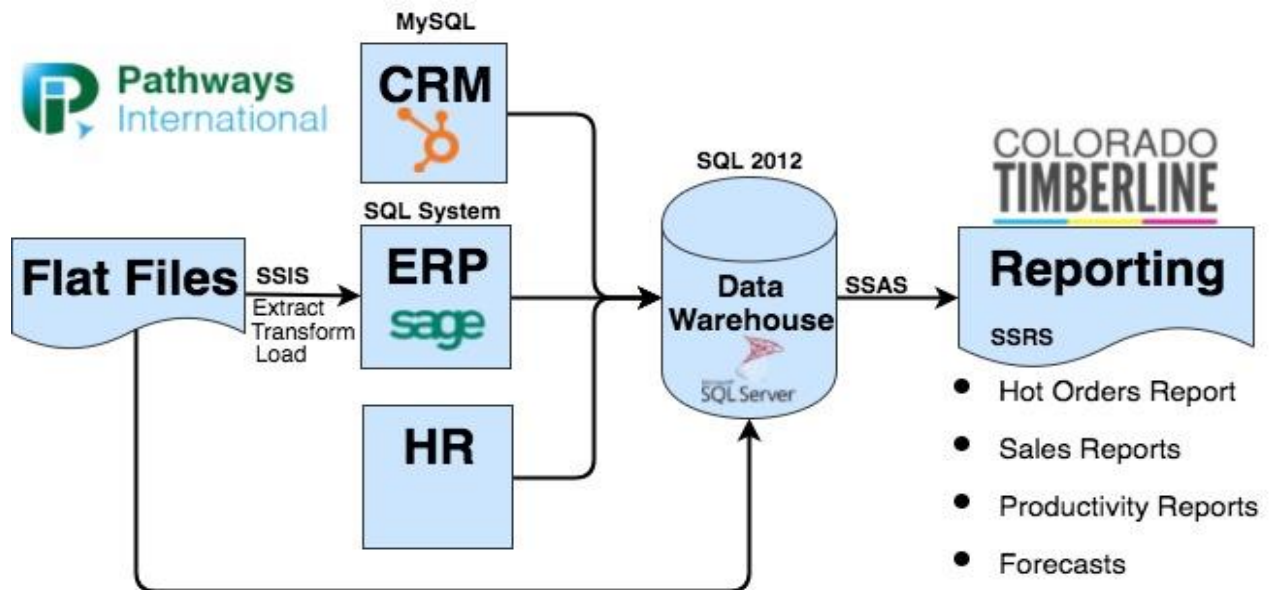 MySQL
CRM
Pathways
International
SQL System
ERP
sage
Flat Files
SSIS
Extract
Transform
Load
HR
SQL 2012
Data
Warehouse
Microsoft
SQL Server
SSAS
COLORADO
TIMBERLINE
Reporting
SSRS
• Hot Orders Report
• Sales Reports
• Productivity Reports
• Forecasts